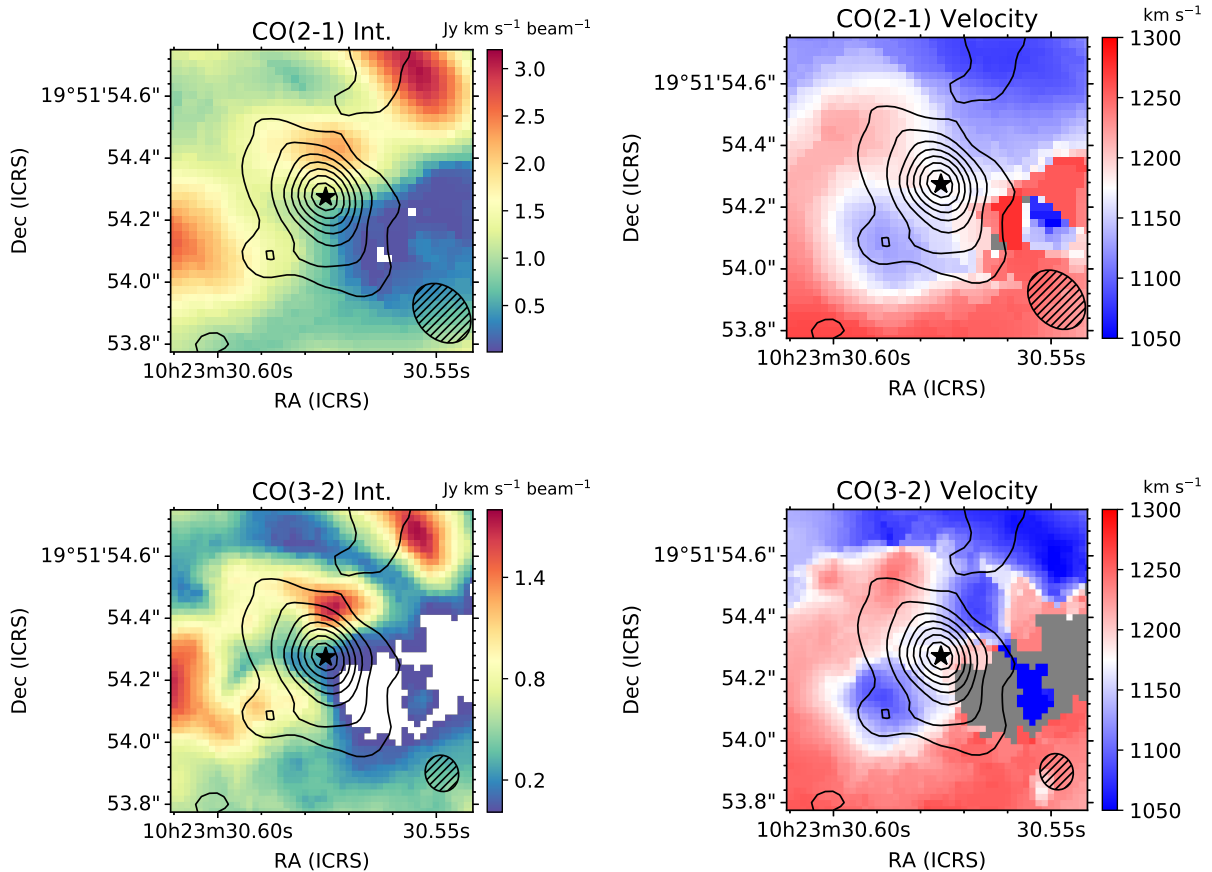 CO(2-1) Int.
Jy km s⁻¹ beam⁻¹
3.0
2.0
1.5
1.0
0.5
19°51'54.6"
54.4"
54.2"
54.0"
53.8"
Dec (ICRS)
10h23m30.60s
30.55s
RA (ICRS)
CO(2-1) Velocity
km s⁻¹
1300
1250
1200
1150
1100
1050
19°51'54.6"
54.4"
54.2"
54.0"
53.8"
Dec (ICRS)
10h23m30.60s
30.55s
RA (ICRS)
CO(3-2) Int.
Jy km s⁻¹ beam⁻¹
1.4
0.8
0.2
19°51'54.6"
54.4"
54.2"
54.0"
53.8"
Dec (ICRS)
10h23m30.60s
30.55s
RA (ICRS)
CO(3-2) Velocity
km s⁻¹
1300
1250
1200
1150
1100
1050
19°51'54.6"
54.4"
54.2"
54.0"
53.8"
Dec (ICRS)
10h23m30.60s
30.55s
RA (ICRS)